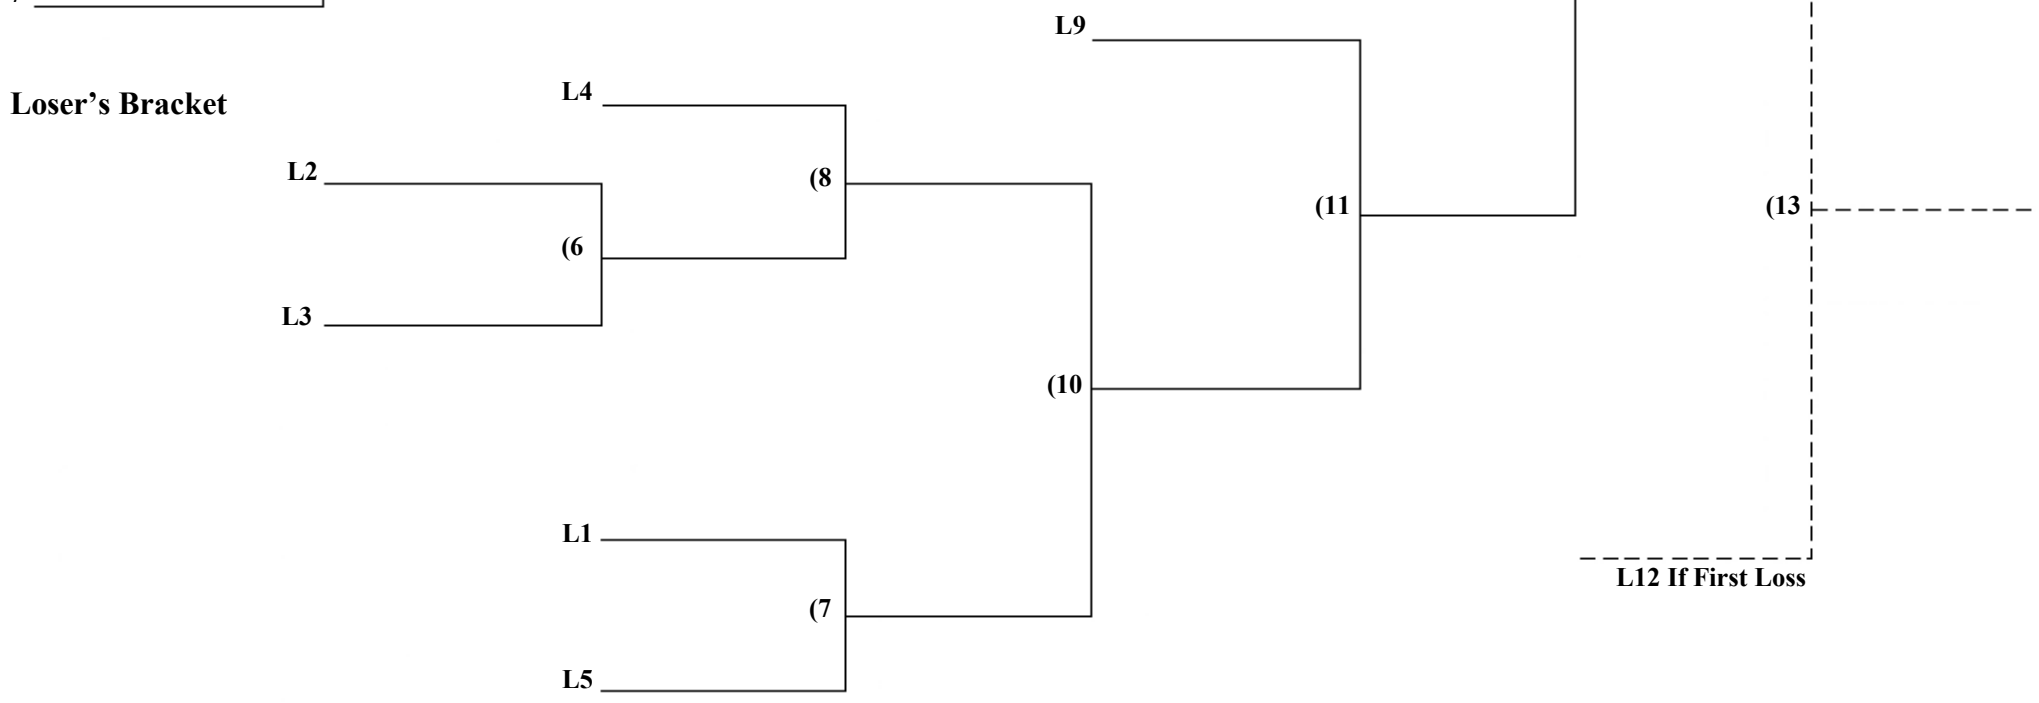 L9
L4
Loser’s Bracket
L2
(8
(11
(13
(6
L3
(10
L1
L12 If First Loss
(7
L5